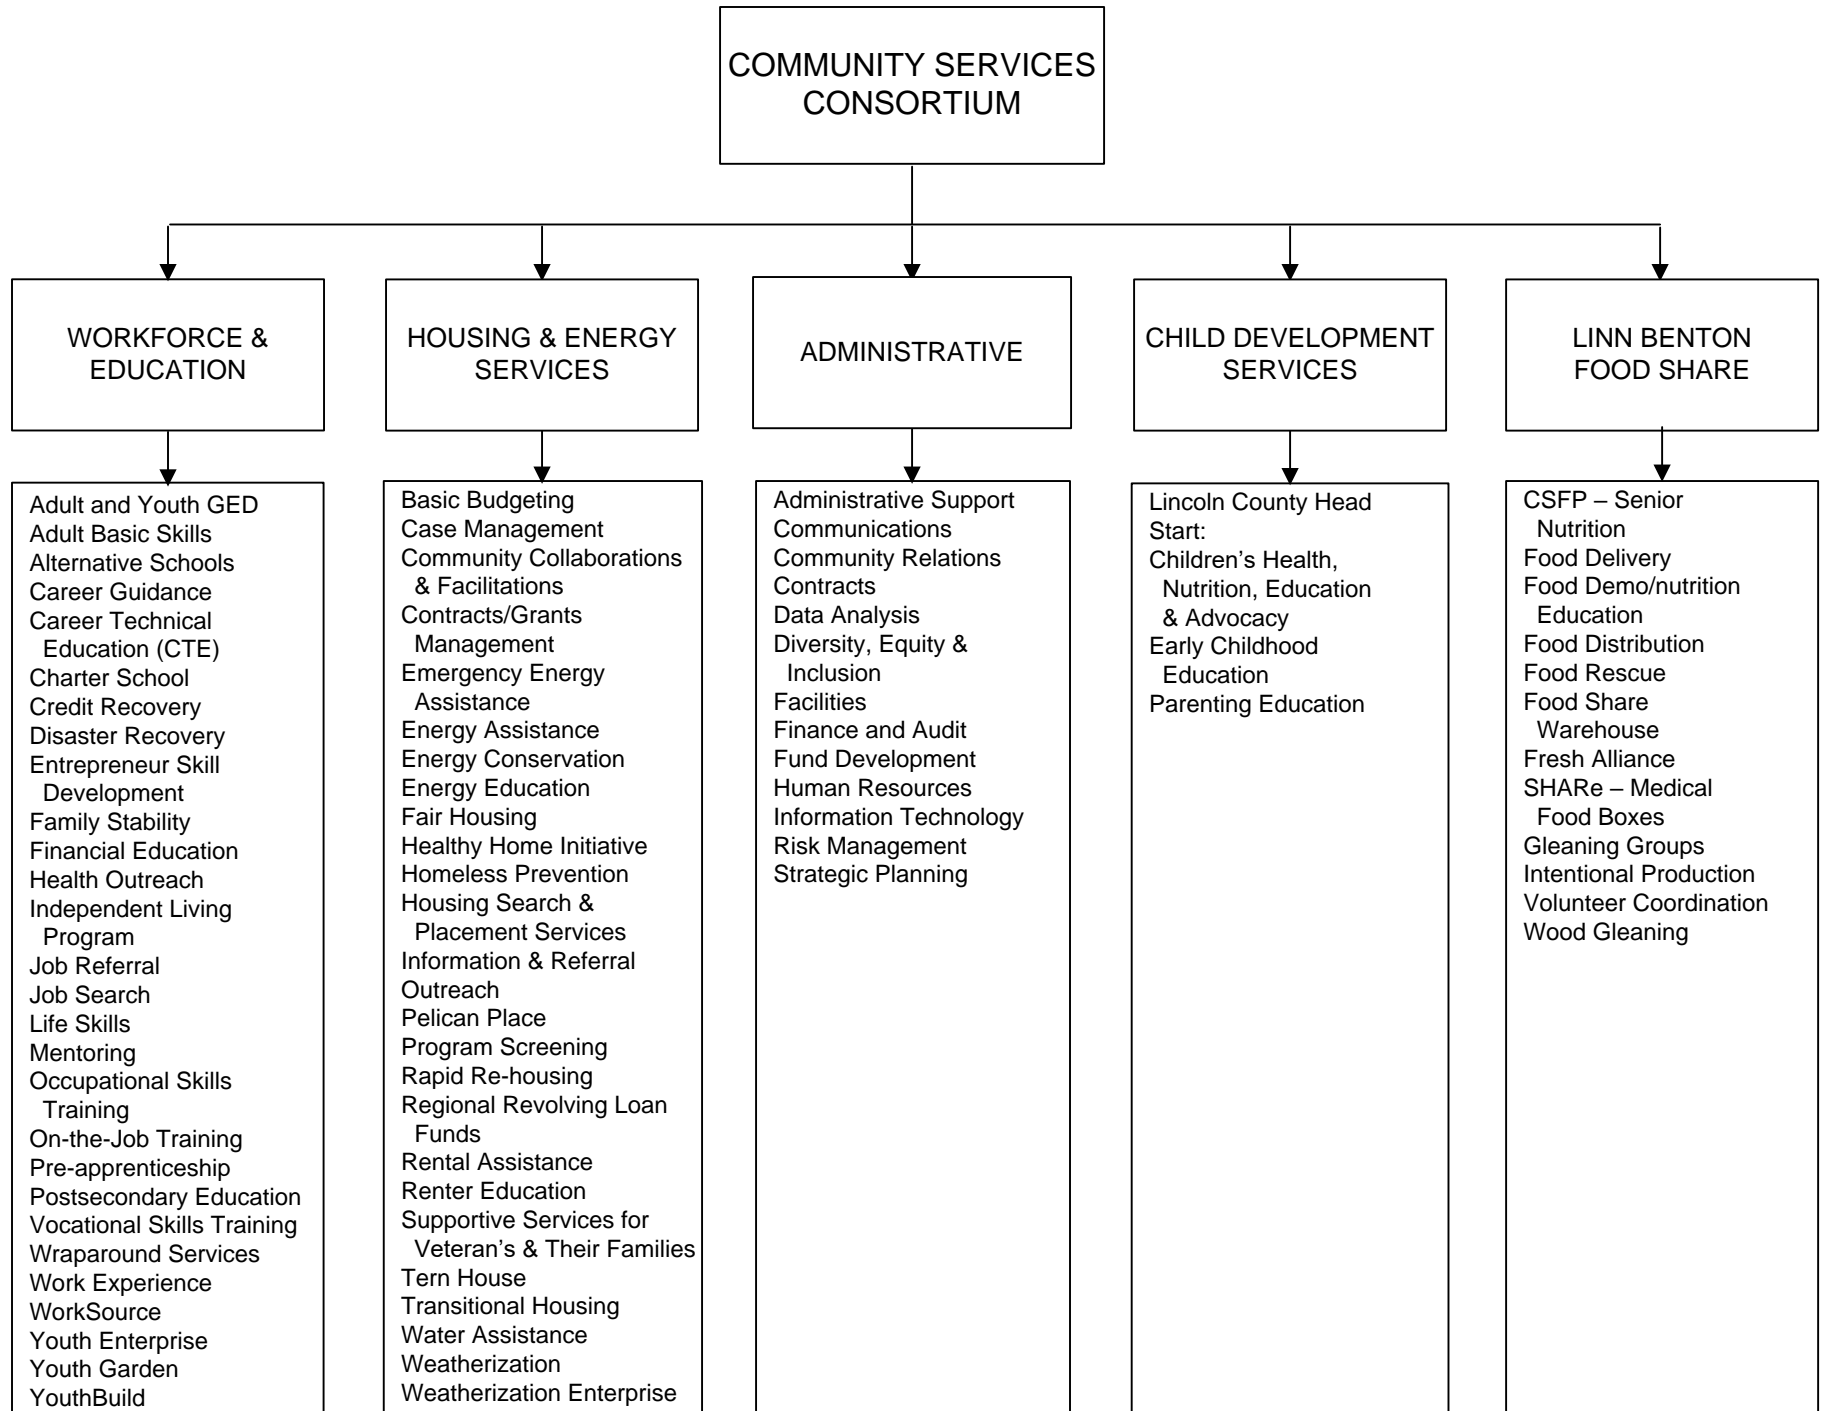 COMMUNITY SERVICES
CONSORTIUM
WORKFORCE &
EDUCATION
HOUSING & ENERGY
SERVICES
ADMINISTRATIVE
CHILD DEVELOPMENT
SERVICES
LINN BENTON
FOOD SHARE
Adult and Youth GED
Adult Basic Skills
Alternative Schools
Career Guidance
Career Technical
Education (CTE)
Charter School
Credit Recovery
Disaster Recovery
Entrepreneur Skill
Development
Family Stability
Financial Education
Health Outreach
Independent Living
Program
Job Referral
Job Search
Life Skills
Mentoring
Occupational Skills
Training
On-the-Job Training
Pre-apprenticeship
Postsecondary Education
Vocational Skills Training
Wraparound Services
Work Experience
WorkSource
Youth Enterprise
Youth Garden
YouthBuild
Basic Budgeting
Case Management
Community Collaborations
& Facilitations
Contracts/Grants
Management
Emergency Energy
Assistance
Energy Assistance
Energy Conservation
Energy Education
Fair Housing
Healthy Home Initiative
Homeless Prevention
Housing Search &
Placement Services
Information & Referral
Outreach
Pelican Place
Program Screening
Rapid Re-housing
Regional Revolving Loan
Funds
Rental Assistance
Renter Education
Supportive Services for
Veteran’s & Their Families
Tern House
Transitional Housing
Water Assistance
Weatherization
Weatherization Enterprise
Administrative Support
Communications
Community Relations
Contracts
Data Analysis
Diversity, Equity &
Inclusion
Facilities
Finance and Audit
Fund Development
Human Resources
Information Technology
Risk Management
Strategic Planning
Lincoln County Head
Start:
Children’s Health,
Nutrition, Education
& Advocacy
Early Childhood
Education
Parenting Education
CSFP – Senior
Nutrition
Food Delivery
Food Demo/nutrition
Education
Food Distribution
Food Rescue
Food Share
Warehouse
Fresh Alliance
SHARe – Medical
Food Boxes
Gleaning Groups
Intentional Production
Volunteer Coordination
Wood Gleaning